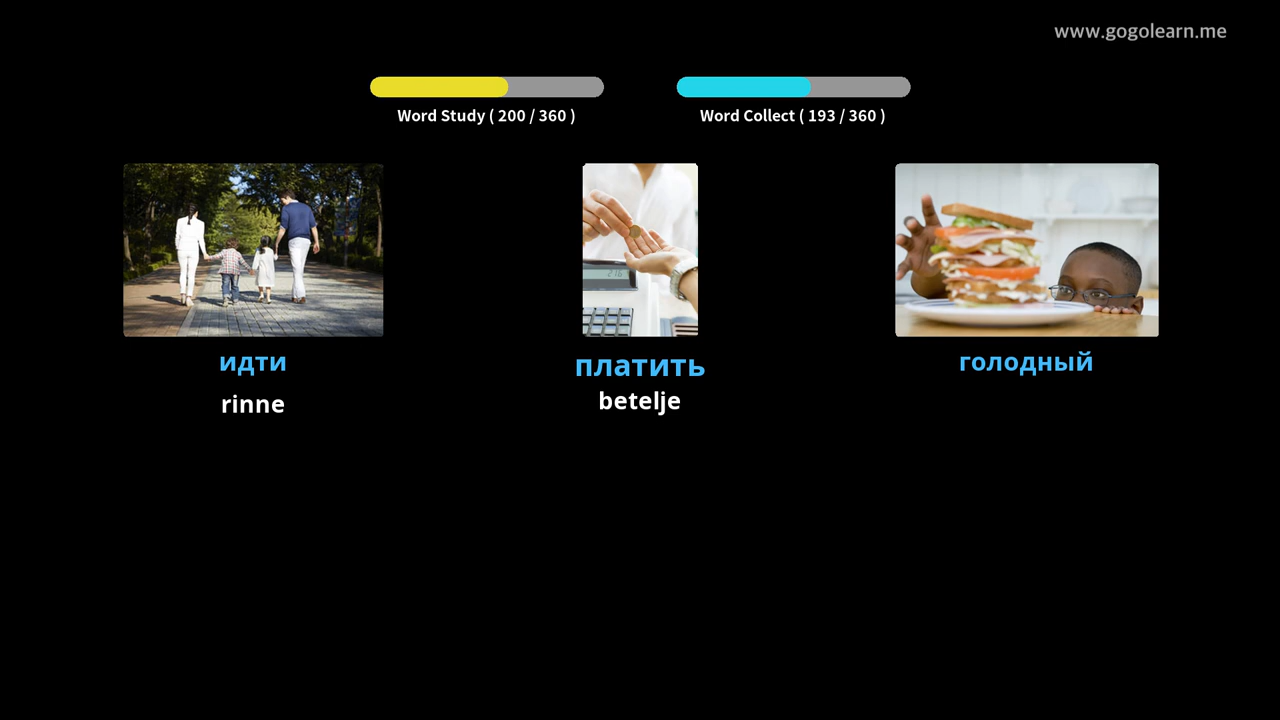 www.gogolearn.me
Word Study ( 200 / 360 )
Word Collect ( 193 / 360 )
идти
rinne
платить
betelje
голодный